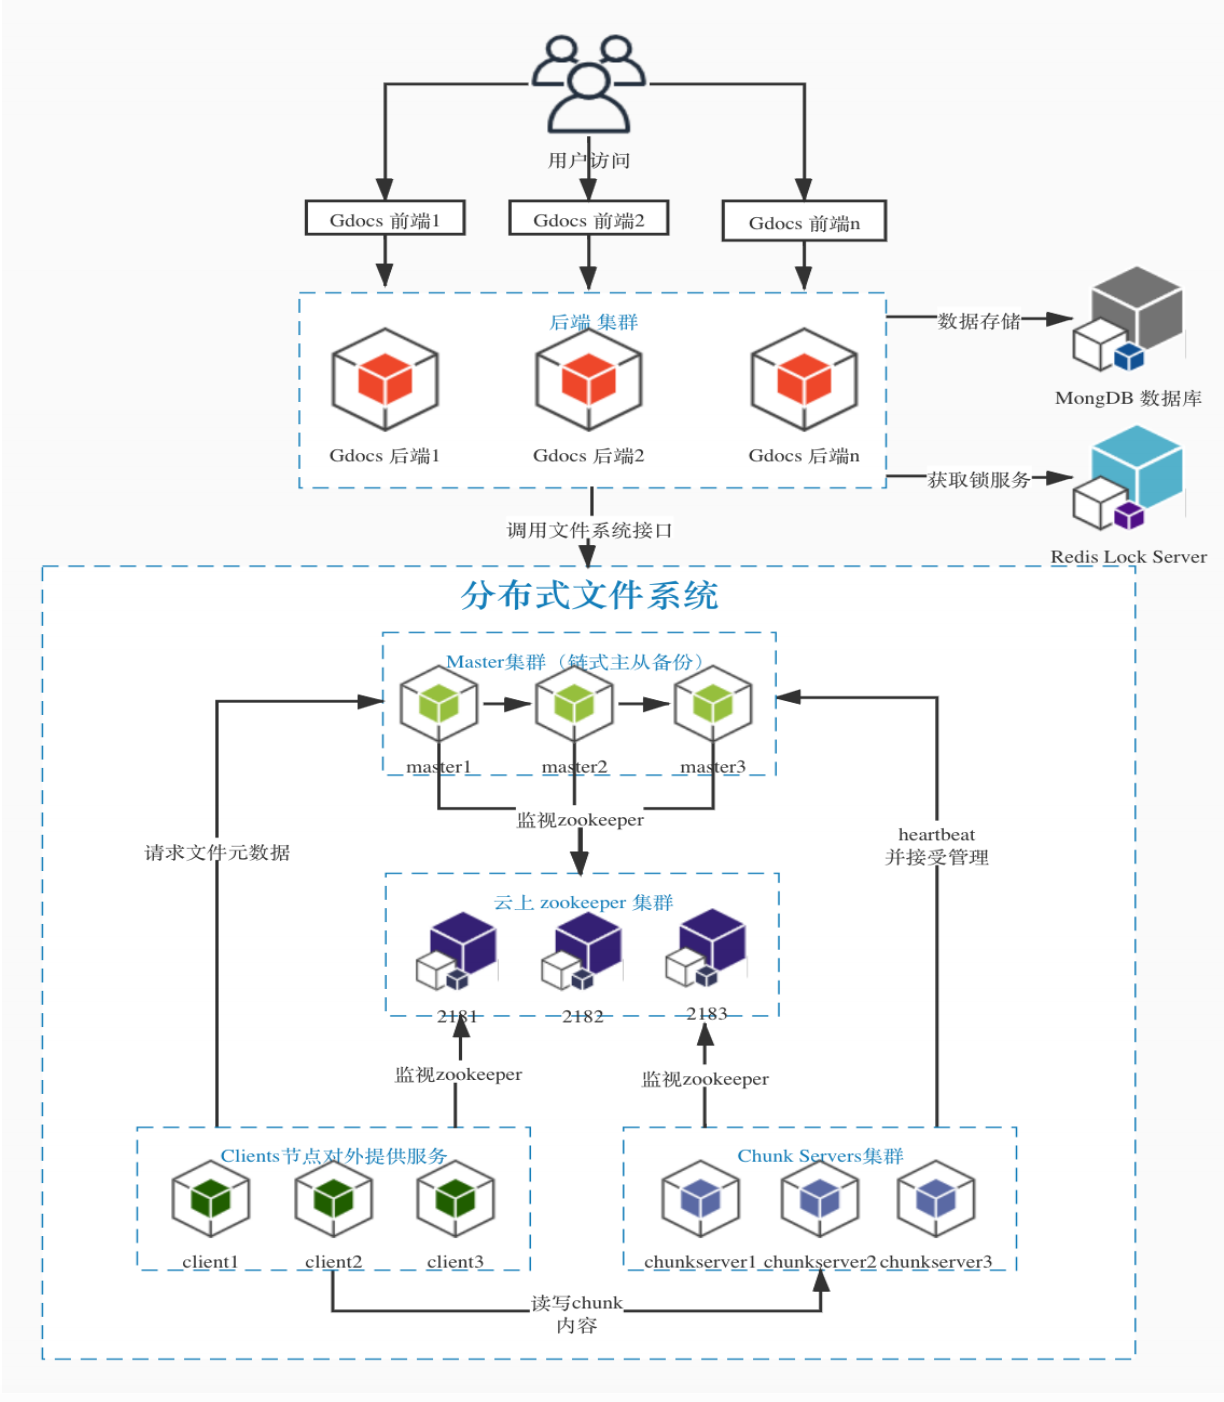 用户访问
Gdocs 前端1
Gdocs 前端2
Gdocs 前端n
后端 集群
数据存储
MongDB 数据库
Gdocs 后端1
Gdocs 后端2
Gdocs 后端n
获取锁服务
Redis Lock Server
调用文件系统接口
分布式文件系统
Master集群（链式主从备份）
master1
master2
master3
监视zookeeper
请求文件元数据
heartbeat
并接受管理
云上 zookeeper 集群
2181
2182
2183
监视zookeeper
监视zookeeper
Clients节点对外提供服务
Chunk Servers集群
client1
client2
client3
chunkserver1
chunkserver2
chunkserver3
读写chunk
内容